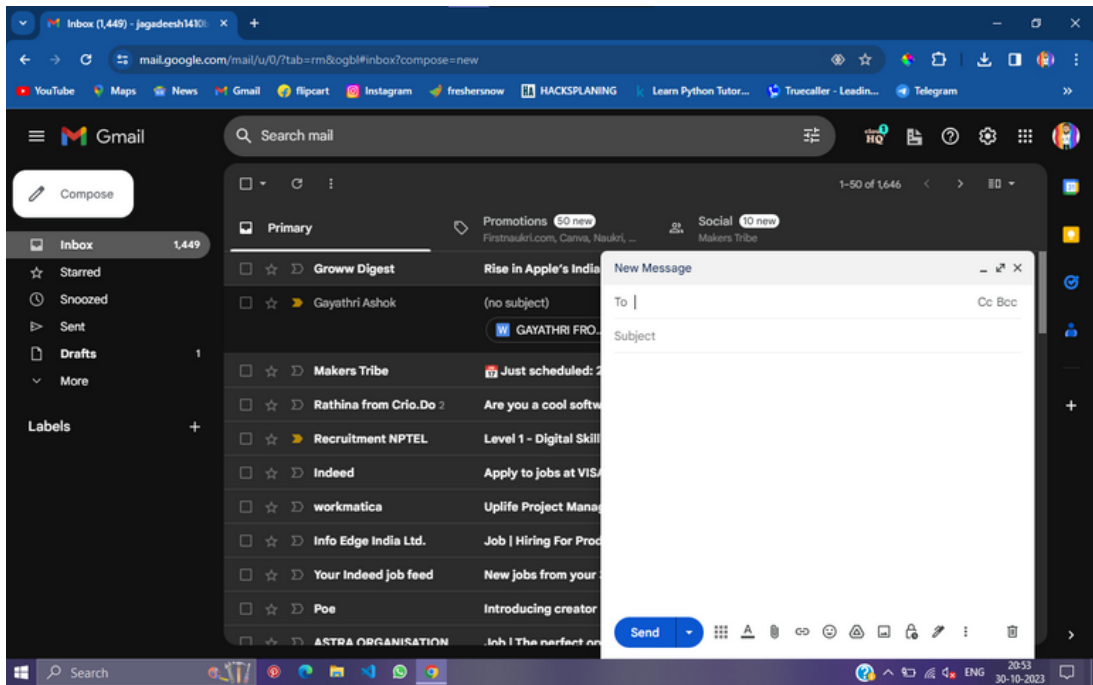 Inbox (1,449) - jagadeesh1410b
mail.google.com/mail/u/0/?tab=rm&ogbl#inbox?compose=new
YouTube Maps News Gmail flipcart Instagram freshersnow HACKSPLANING Learn Python Tutor... Truecaller - Leadin... Telegram
Gmail
Search mail
HQ
Compose
1–50 of 1,646
Primary
Promotions 50 new
Firstnaukri.com, Canva, Naukri, ...
Social 10 new
Makers Tribe
Inbox 1,449
Starred
Snoozed
Sent
Drafts 1
More
Labels
Groww Digest Rise in Apple's India
Gayathri Ashok (no subject)
W GAYATHRI FRO...
Makers Tribe 17 Just scheduled: 2
Rathina from Crio.Do 2 Are you a cool softw
Recruitment NPTEL Level 1 - Digital Skill
Indeed Apply to jobs at VISA
workmatica Uplife Project Manag
Info Edge India Ltd. Job | Hiring For Prod
Your Indeed job feed New jobs from your
Poe Introducing creator
ASTRA ORGANISATION Job | The perfect on
New Message
To Cc Bcc
Subject
Send
Search
ENG
20:53
30-10-2023